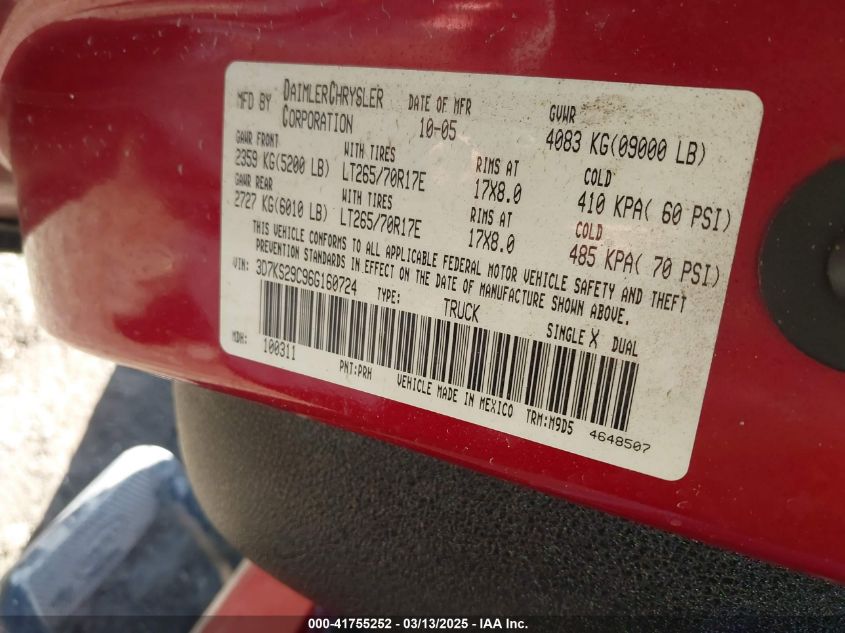 MFD BY DAIMLERCHRYSLER CORPORATION DATE OF MFR 10-05 GVWR 4083 KG(09000 LB)
GAWR FRONT WITH TIRES RIMS AT COLD
2359 KG(5200 LB) LT265/70R17E 17X8.0 410 KPA( 60 PSI)
GAWR REAR WITH TIRES RIMS AT COLD
2727 KG(6010 LB) LT265/70R17E 17X8.0 485 KPA( 70 PSI)
THIS VEHICLE CONFORMS TO ALL APPLICABLE FEDERAL MOTOR VEHICLE SAFETY AND THEFT
PREVENTION STANDARDS IN EFFECT ON THE DATE OF MANUFACTURE SHOWN ABOVE.
VIN: 3D7KS29C96G160724 TYPE: TRUCK SINGLE X DUAL
MDH: 100311 PNT:PRH VEHICLE MADE IN MEXICO TRM:M9D5 4648507
000-41755252 - 03/13/2025 - IAA Inc.